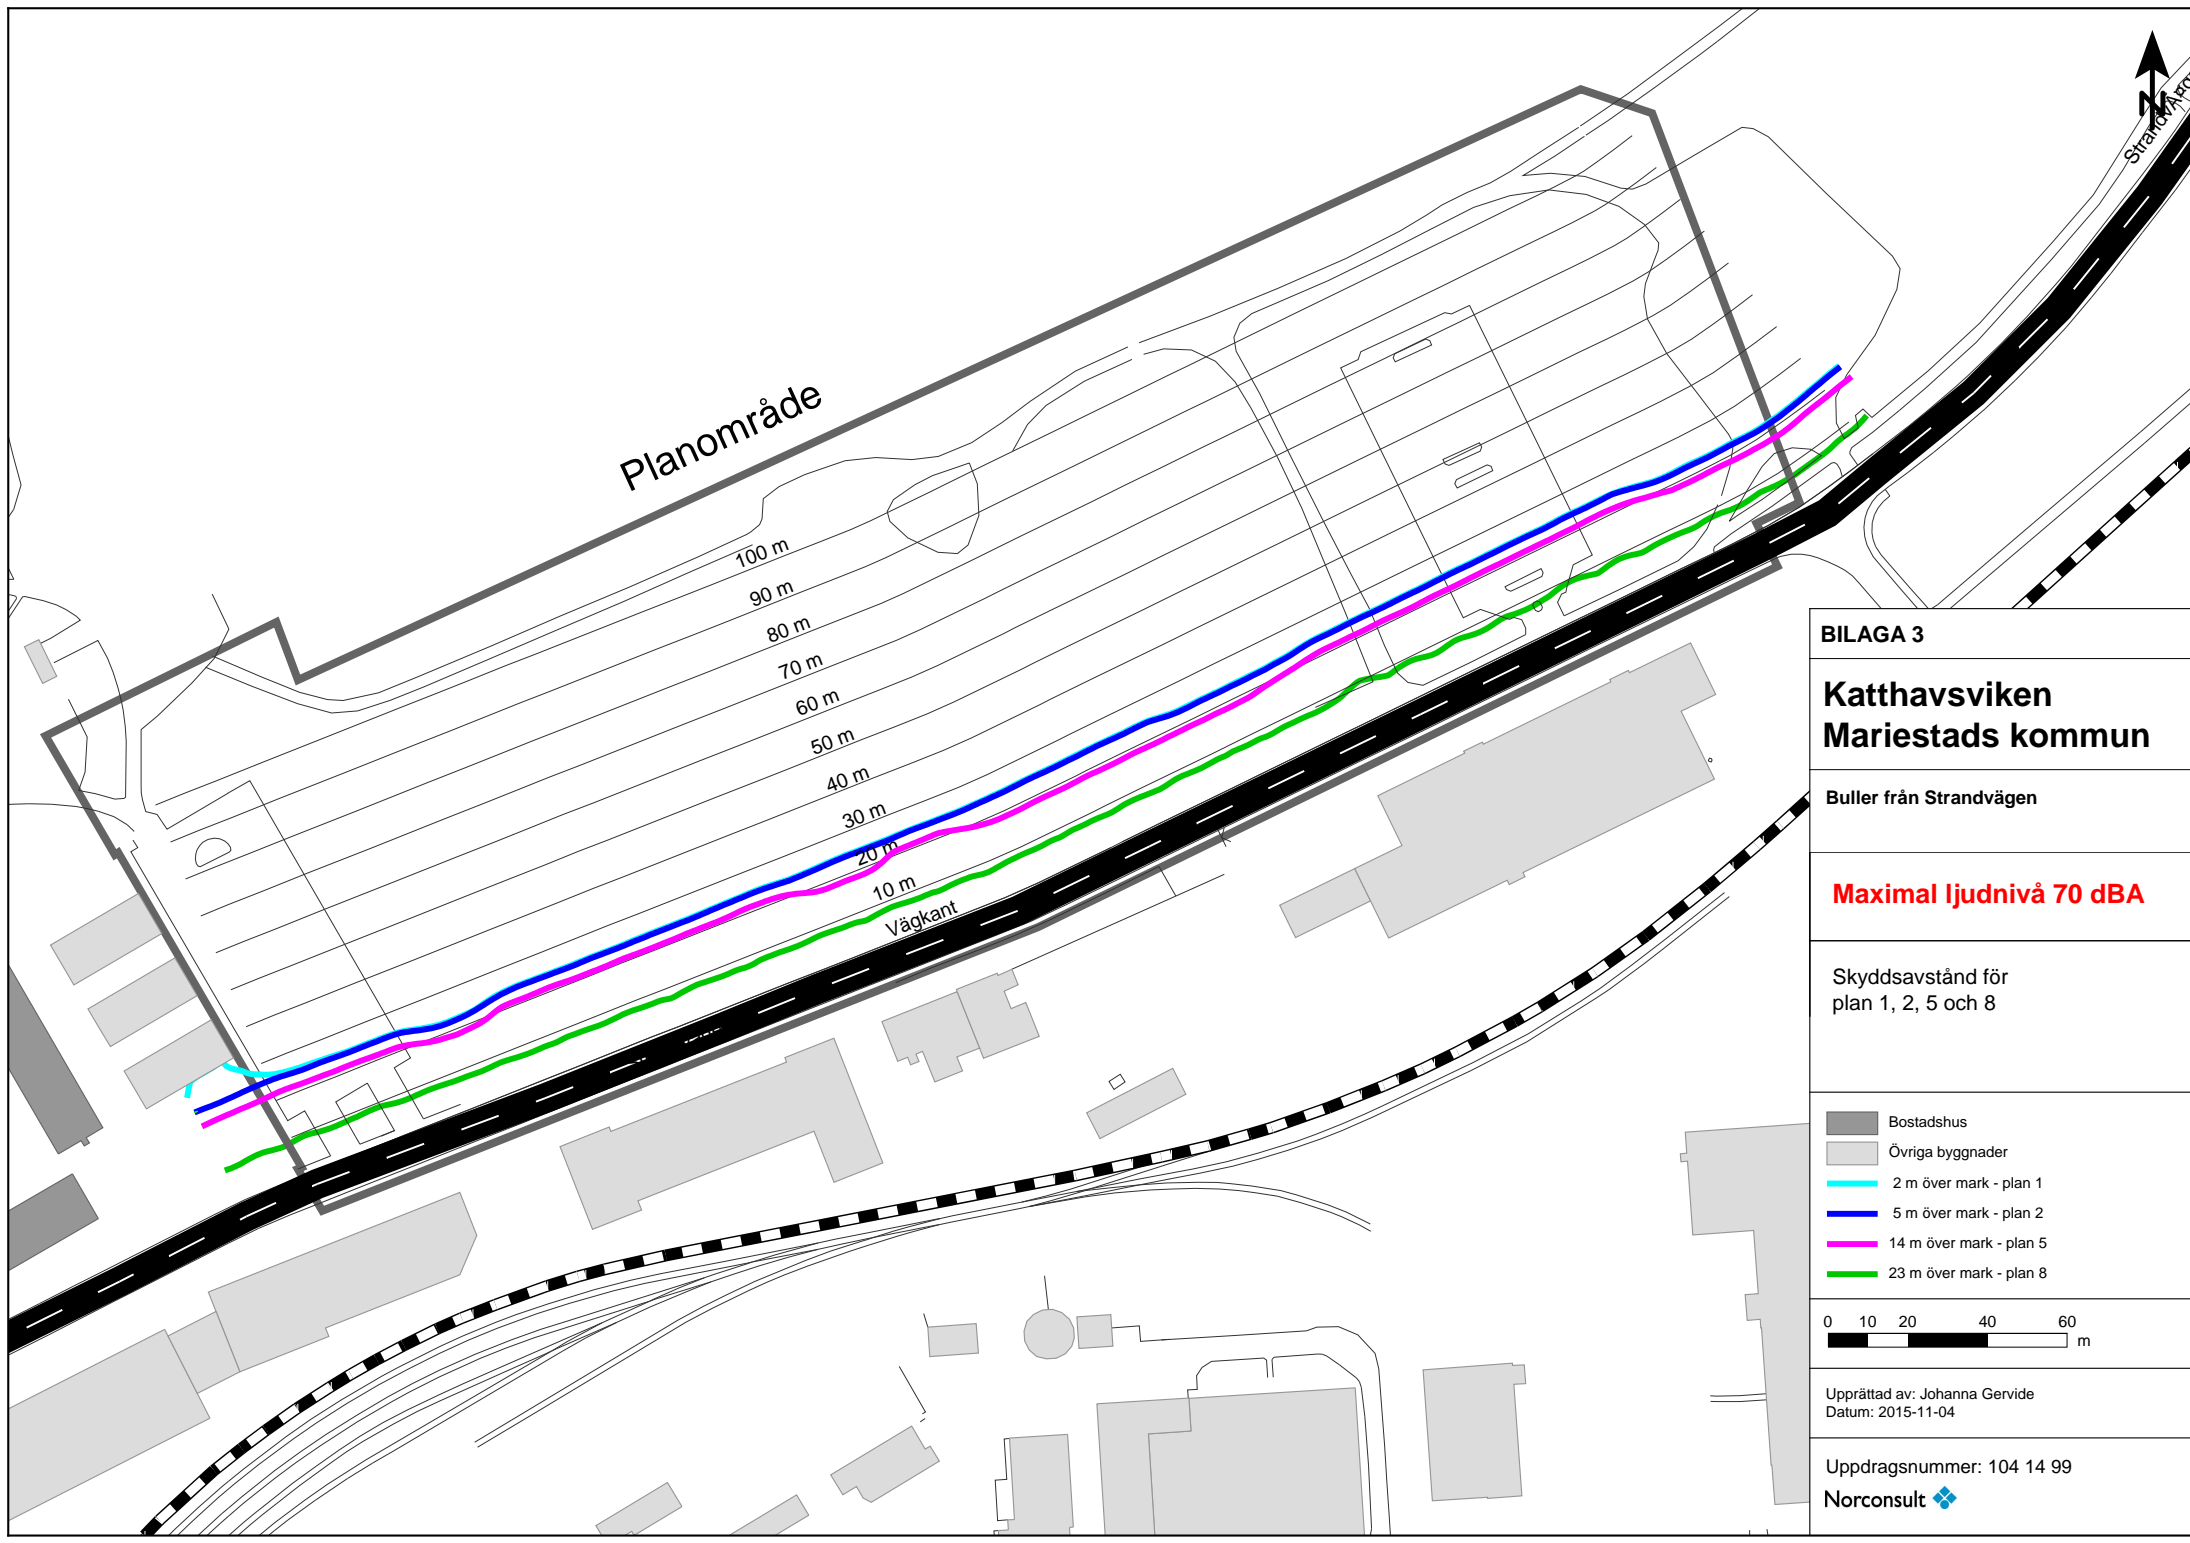 Planområde
100 m
90 m
80 m
70 m
60 m
50 m
40 m
30 m
20 m
10 m
Vägkant
N
BILAGA 3
Katthavsviken
Mariestads kommun
Buller från Strandvägen
Maximal ljudnivå 70 dBA
Skyddsavstånd för
plan 1, 2, 5 och 8
Bostadshus
Övriga byggnader
2 m över mark - plan 1
5 m över mark - plan 2
14 m över mark - plan 5
23 m över mark - plan 8
0 10 20 40 60
m
Upprättad av: Johanna Gervide
Datum: 2015-11-04
Uppdragsnummer: 104 14 99
Norconsult